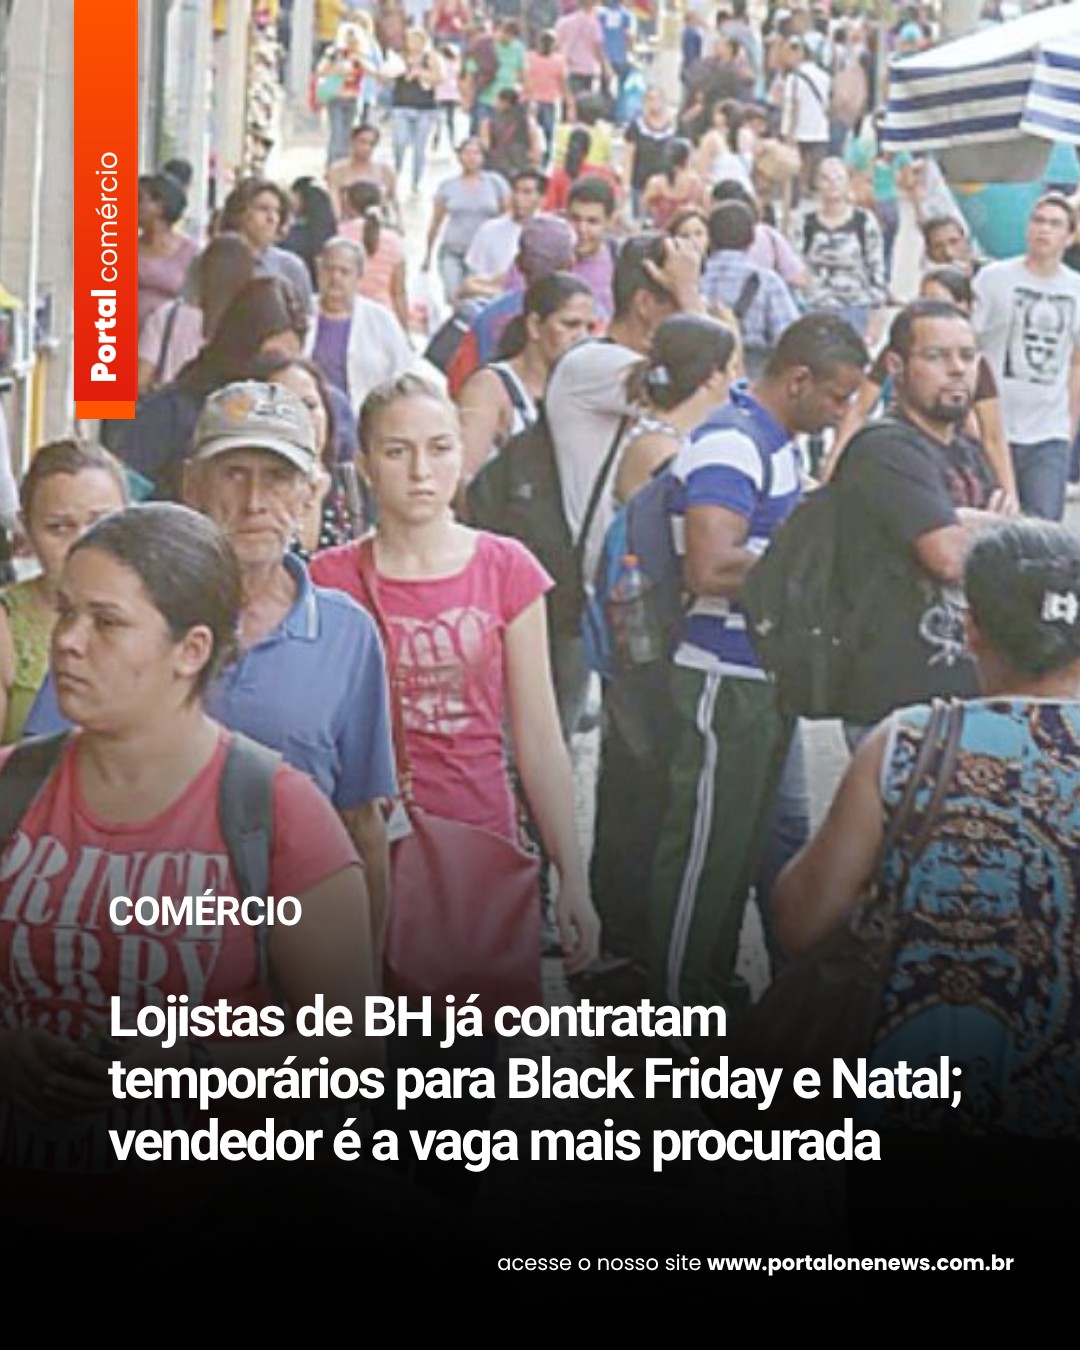 Portal comércio
PRINCE
COMÉRCIO
Lojistas de BH já contratam
temporários para Black Friday e Natal;
vendedor é a vaga mais procurada
acesse o nosso site www.portalonenews.com.br